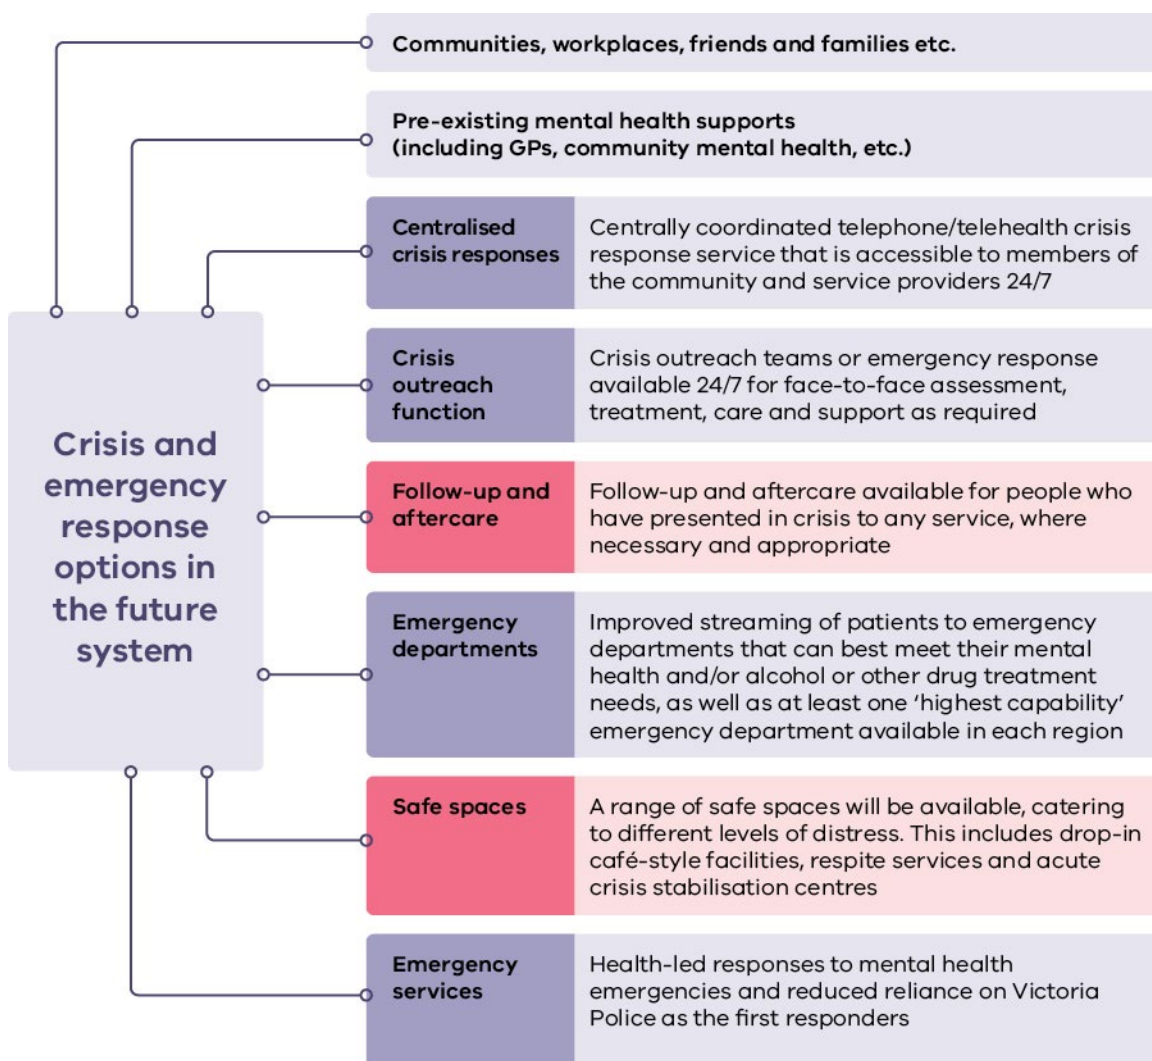 Communities, workplaces, friends and families etc.
Pre-existing mental health supports
(including GPs, community mental health, etc.)
Centralised
crisis responses
Centrally coordinated telephone/telehealth crisis
response service that is accessible to members of
the community and service providers 24/7
Crisis
outreach
function
Crisis outreach teams or emergency response
available 24/7 for face-to-face assessment,
treatment, care and support as required
Crisis and
emergency
response
options in
the future
system
Follow-up and
aftercare
Follow-up and aftercare available for people who
have presented in crisis to any service, where
necessary and appropriate
Emergency
departments
Improved streaming of patients to emergency
departments that can best meet their mental
health and/or alcohol or other drug treatment
needs, as well as at least one ‘highest capability’
emergency department available in each region
Safe spaces
A range of safe spaces will be available, catering
to different levels of distress. This includes drop-in
café-style facilities, respite services and acute
crisis stabilisation centres
Emergency
services
Health-led responses to mental health
emergencies and reduced reliance on Victoria
Police as the first responders